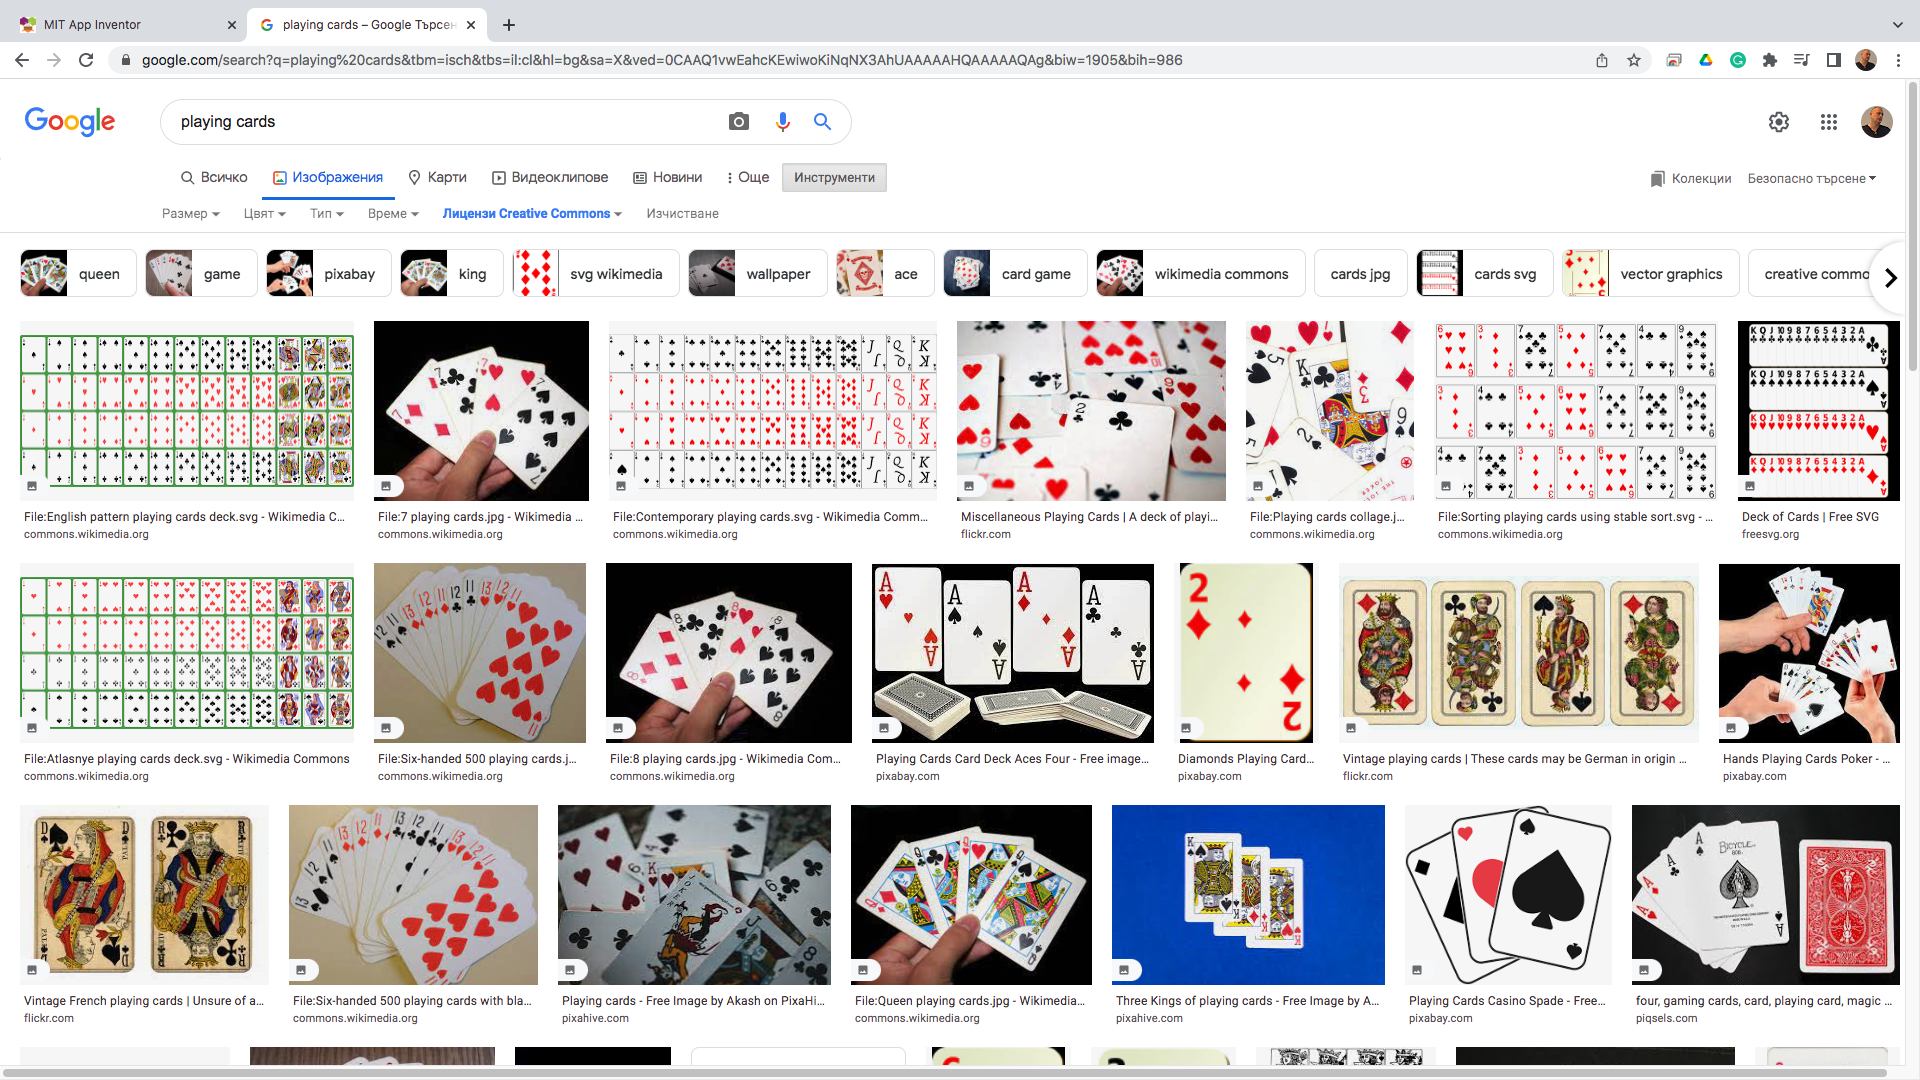 MIT App Inventor
playing cards – Google Търсен
google.com/search?q=playing%20cards&tbm=isch&tbs=il:cl&hl=bg&sa=X&ved=0CAAQ1vwEahcKEwiwoKiNqNX3AhUAAAAAHQAAAAAQAg&biw=1905&bih=986
Google
playing cards
Всичко
Изображения
Карти
Видеоклипове
Новини
Още
Инструменти
Колекции
Безопасно търсене
Размер
Цвят
Тип
Време
Лицензи Creative Commons
Изчистване
queen
game
pixabay
king
svg wikimedia
wallpaper
ace
card game
wikimedia commons
cards jpg
cards svg
vector graphics
creative commo
File:English pattern playing cards deck.svg - Wikimedia C...
commons.wikimedia.org
File:7 playing cards.jpg - Wikimedia ...
commons.wikimedia.org
File:Contemporary playing cards.svg - Wikimedia Comm...
commons.wikimedia.org
Miscellaneous Playing Cards | A deck of playi...
flickr.com
File:Playing cards collage.j...
commons.wikimedia.org
File:Sorting playing cards using stable sort.svg - ...
commons.wikimedia.org
Deck of Cards | Free SVG
freesvg.org
File:Atlasnye playing cards deck.svg - Wikimedia Commons
commons.wikimedia.org
File:Six-handed 500 playing cards.j...
commons.wikimedia.org
File:8 playing cards.jpg - Wikimedia Com...
commons.wikimedia.org
Playing Cards Card Deck Aces Four - Free image...
pixabay.com
Diamonds Playing Card...
pixabay.com
Vintage playing cards | These cards may be German in origin ...
flickr.com
Hands Playing Cards Poker - ...
pixabay.com
Vintage French playing cards | Unsure of a...
flickr.com
File:Six-handed 500 playing cards with bla...
commons.wikimedia.org
Playing cards - Free Image by Akash on PixaHi...
pixahive.com
File:Queen playing cards.jpg - Wikimedia...
commons.wikimedia.org
Three Kings of playing cards - Free Image by A...
pixahive.com
Playing Cards Casino Spade - Free...
pixabay.com
four, gaming cards, card, playing card, magic ...
piqsels.com